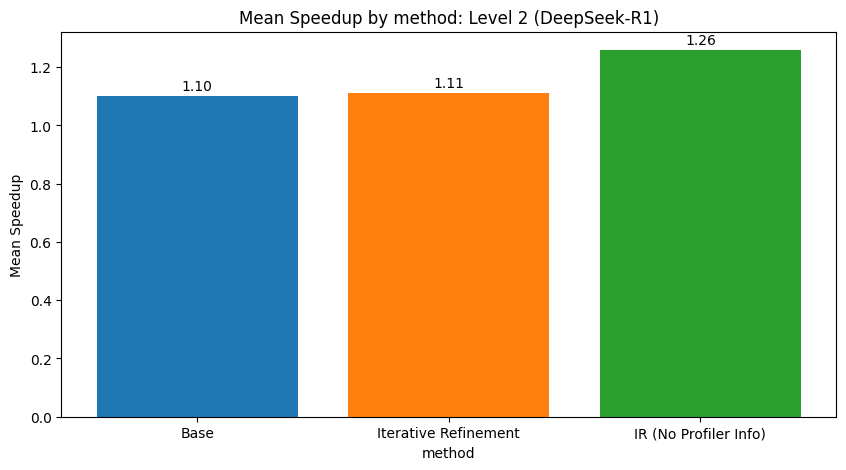 Mean Speedup by method: Level 2 (DeepSeek-R1)
1.10
1.11
1.26
Mean Speedup
1.2
1.0
0.8
0.6
0.4
0.2
0.0
Base
Iterative Refinement
IR (No Profiler Info)
method